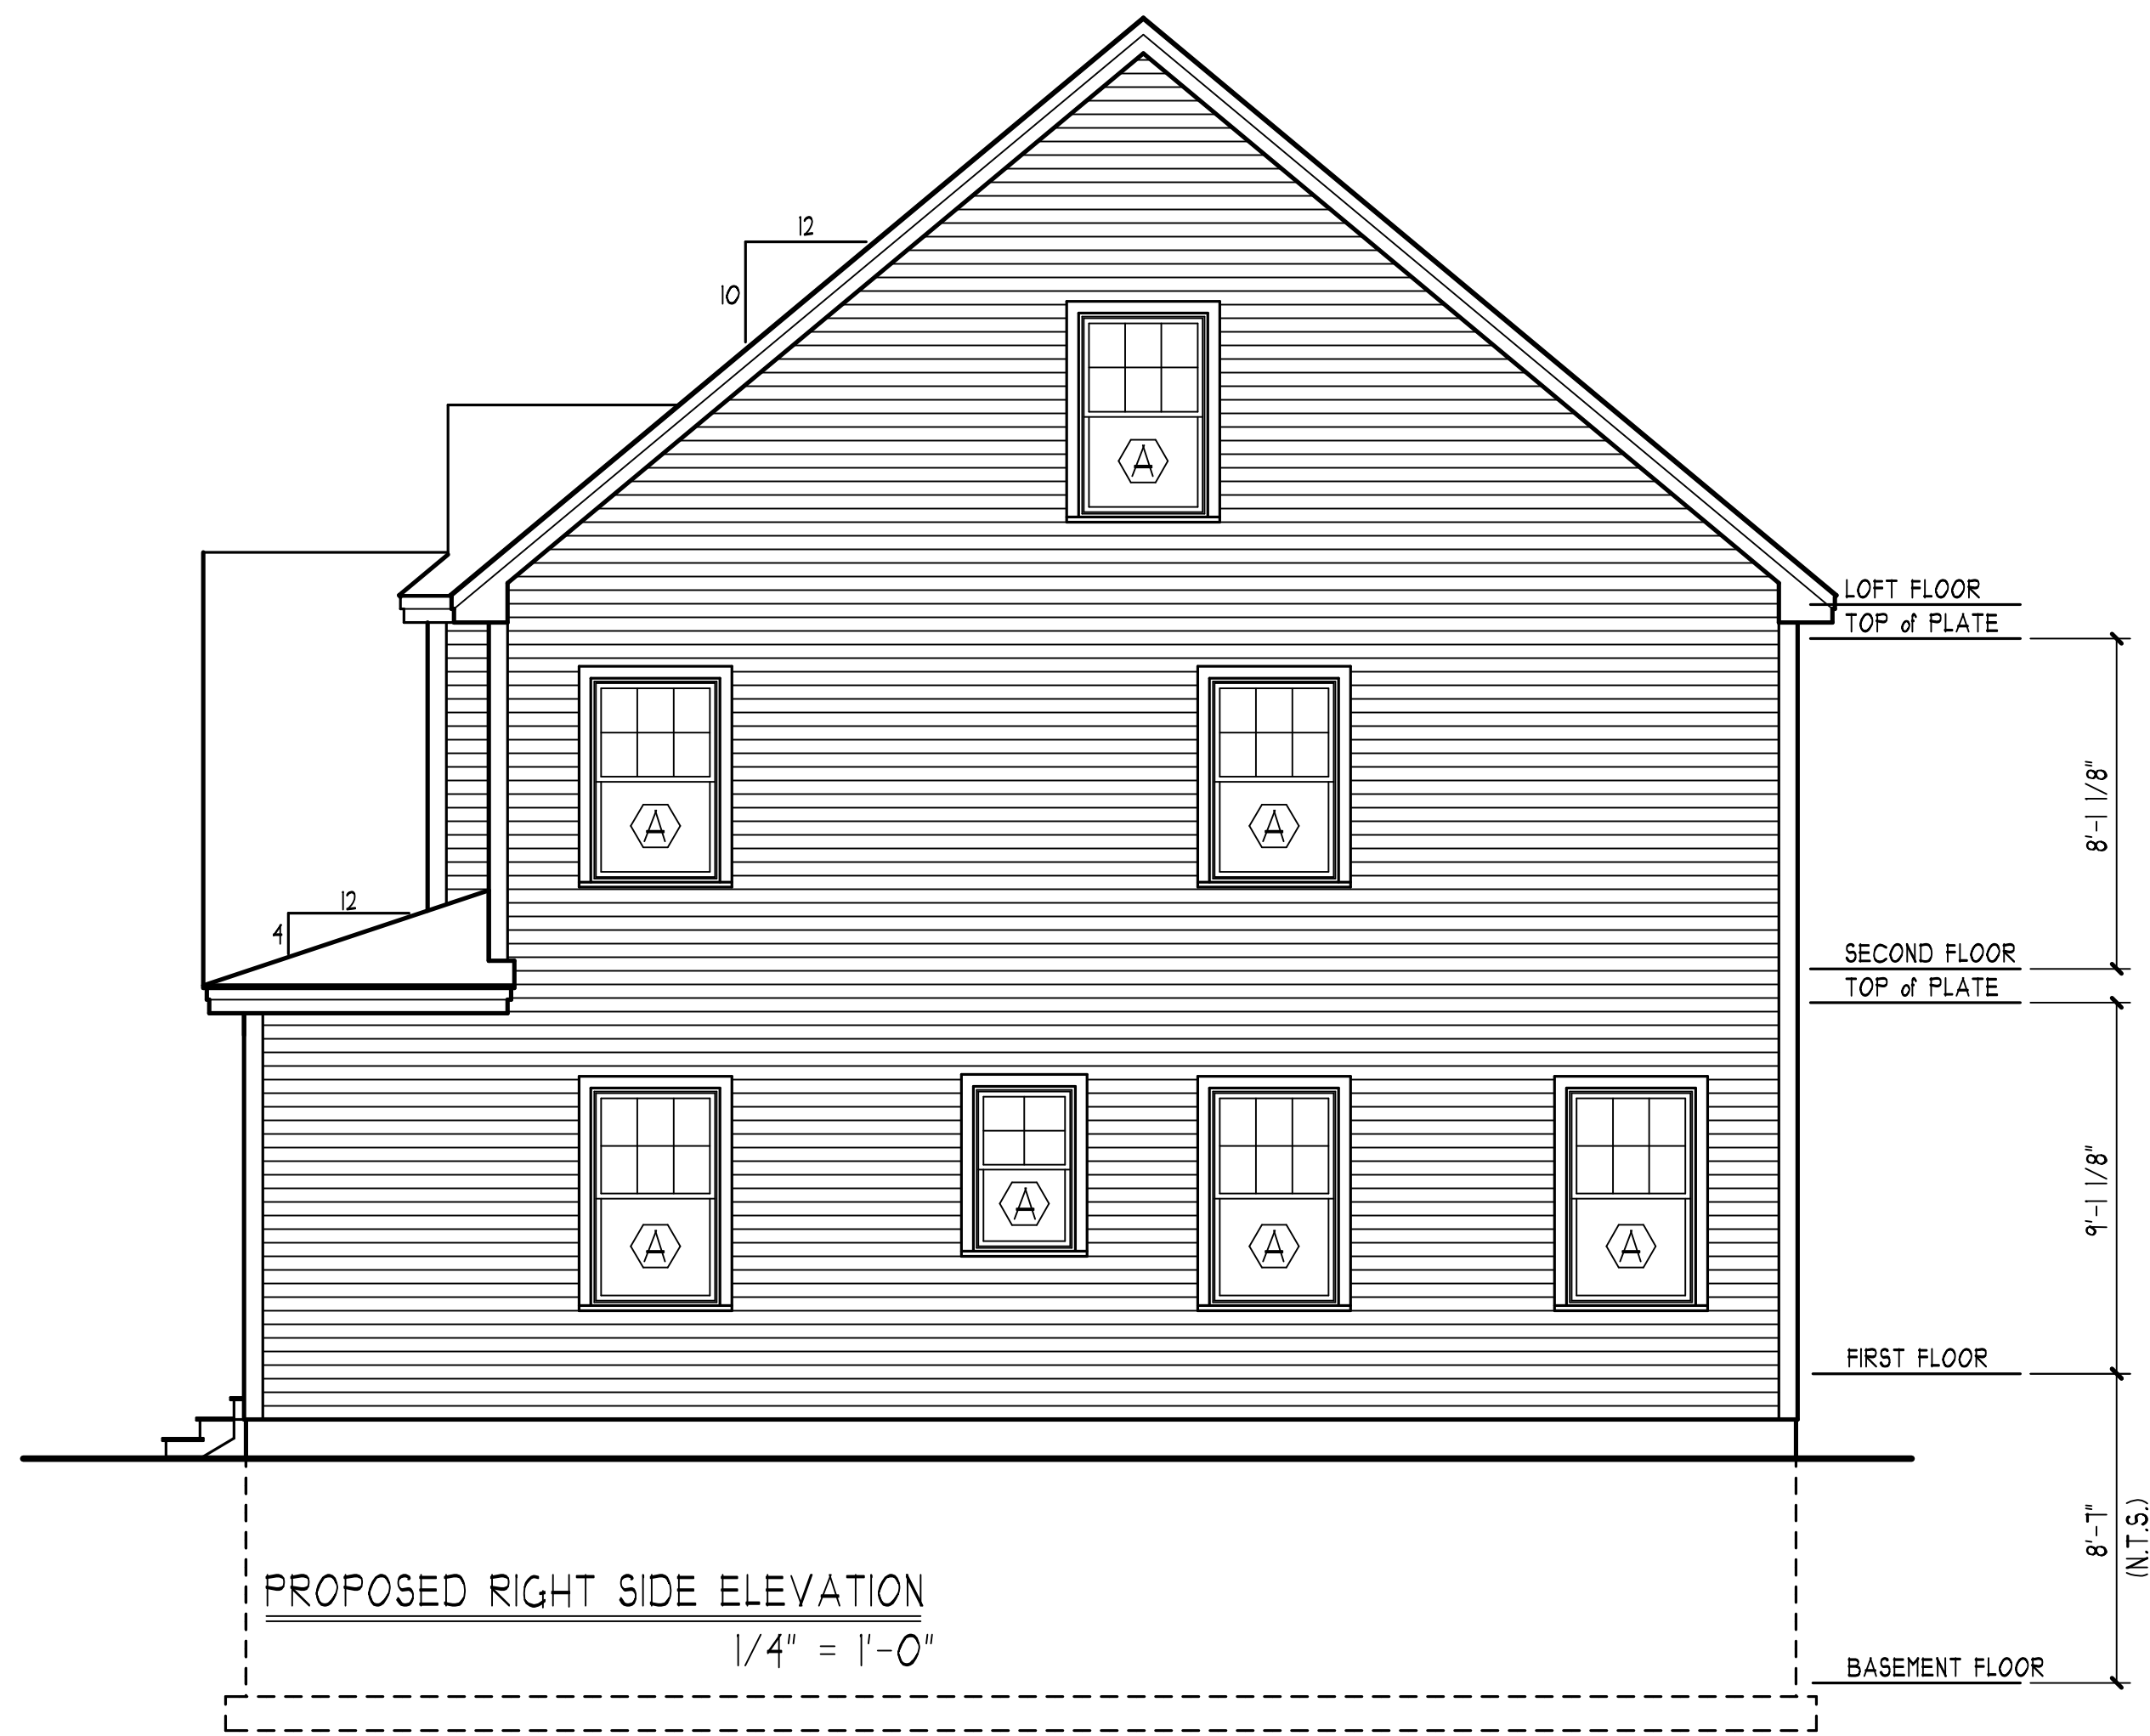 12
10
A
LOFT FLOOR
TOP of PLATE
A
A
8'-1 1/8"
12
4
SECOND FLOOR
TOP of PLATE
A
A
A
A
9'-1 1/8"
FIRST FLOOR
8'-7"
(N.T.S.)
PROPOSED RIGHT SIDE ELEVATION
1/4" = 1'-0"
BASEMENT FLOOR